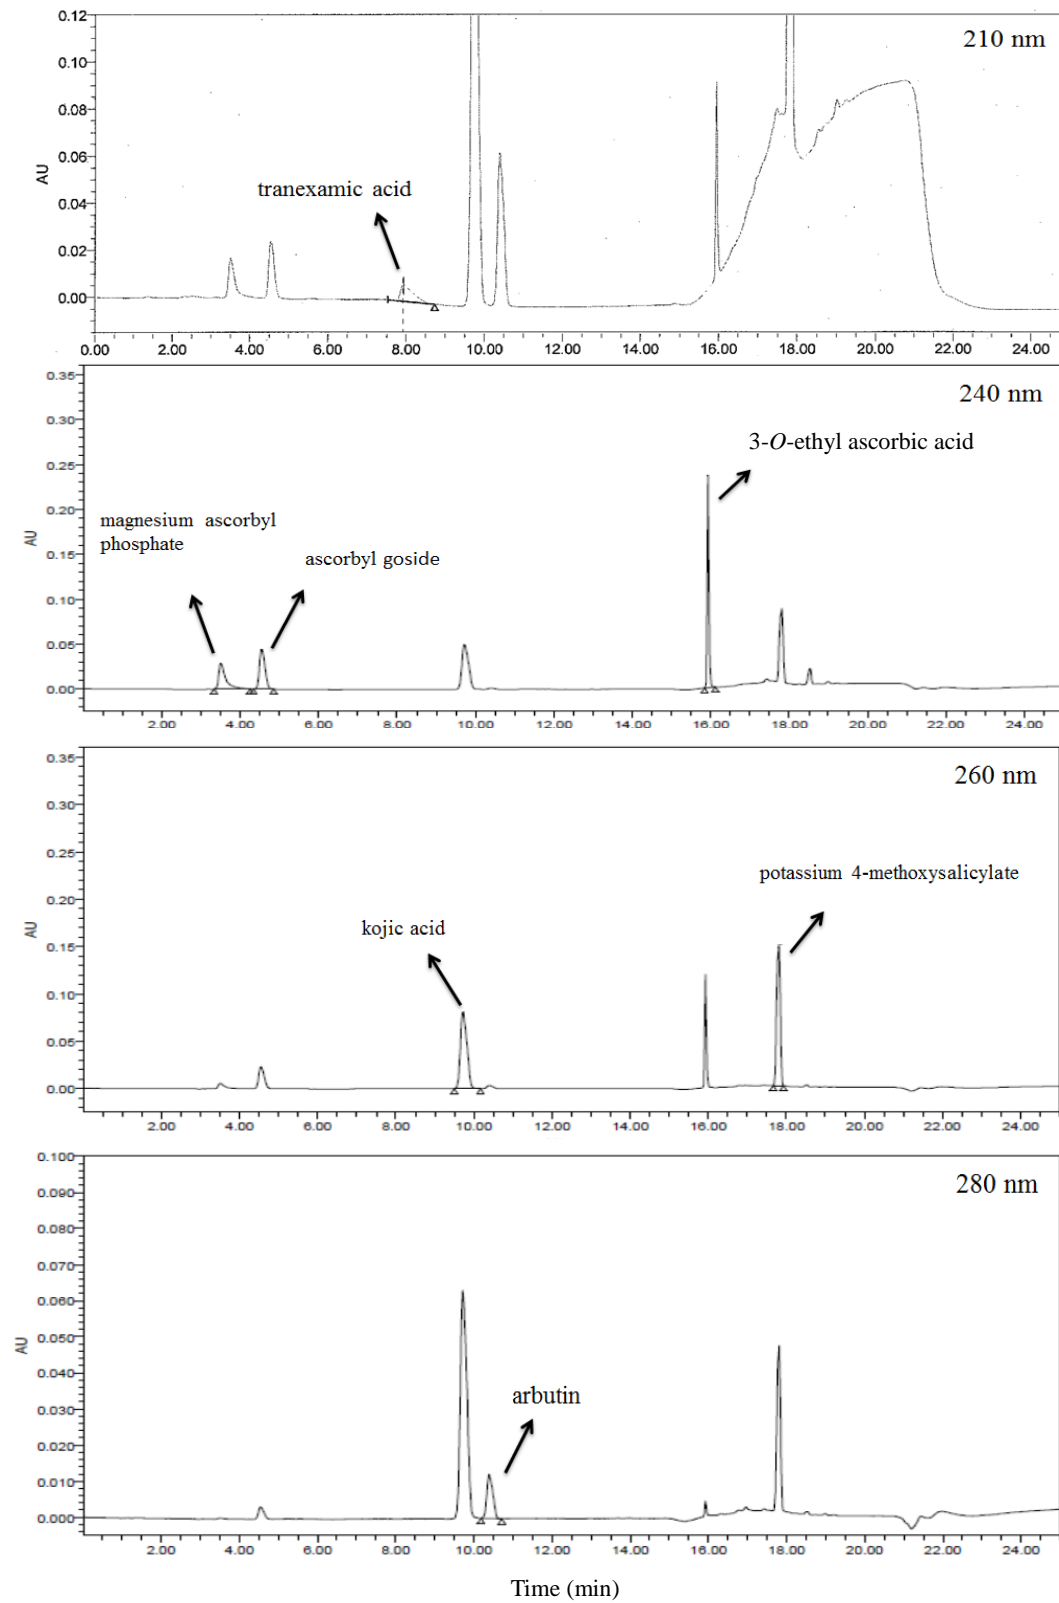 0.12
210 nm
0.10
0.08
0.06
AU
tranexamic acid
0.04
0.02
0.00
0.00 2.00 4.00 6.00 8.00 10.00 12.00 14.00 16.00 18.00 20.00 22.00 24.00
0.35
240 nm
0.30
3-O-ethyl ascorbic acid
0.25
0.20
magnesium ascorbyl
phosphate
AU
0.15
ascorbyl goside
0.10
0.05
0.00
2.00 4.00 6.00 8.00 10.00 12.00 14.00 16.00 18.00 20.00 22.00 24.00
0.35
260 nm
0.30
0.25
potassium 4-methoxysalicylate
0.20
kojic acid
AU
0.15
0.10
0.05
0.00
2.00 4.00 6.00 8.00 10.00 12.00 14.00 16.00 18.00 20.00 22.00 24.00
0.100
280 nm
0.090
0.080
0.070
0.060
0.050
AU
0.040
arbutin
0.030
0.020
0.010
0.000
2.00 4.00 6.00 8.00 10.00 12.00 14.00 16.00 18.00 20.00 22.00 24.00
Time (min)